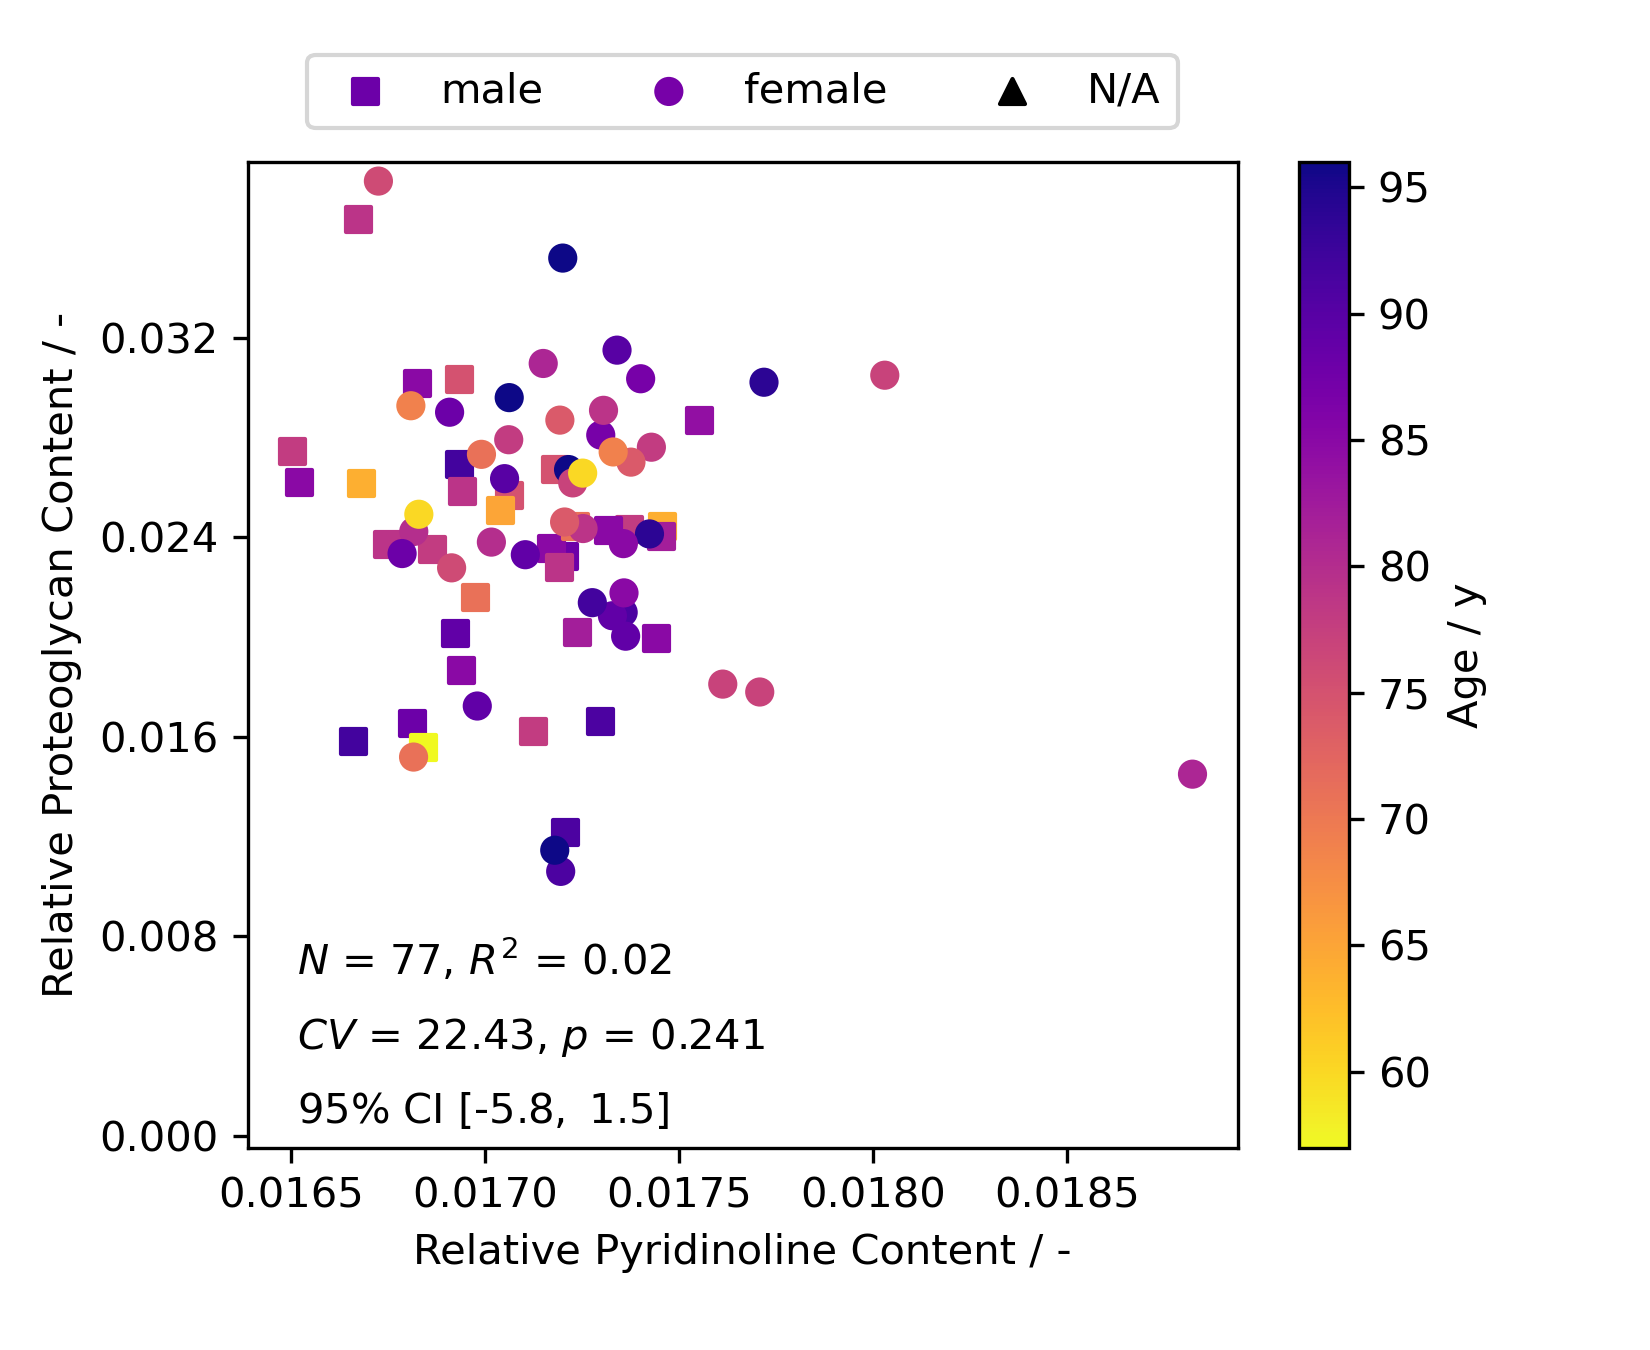 male female N/A
0.032
0.024
0.016
0.008
0.000
Relative Proteoglycan Content / -
N = 77, R² = 0.02
CV = 22.43, p = 0.241
95% CI [-5.8, 1.5]
0.0165 0.0170 0.0175 0.0180 0.0185
Relative Pyridinoline Content / -
95
90
85
80
75
70
65
60
Age / y